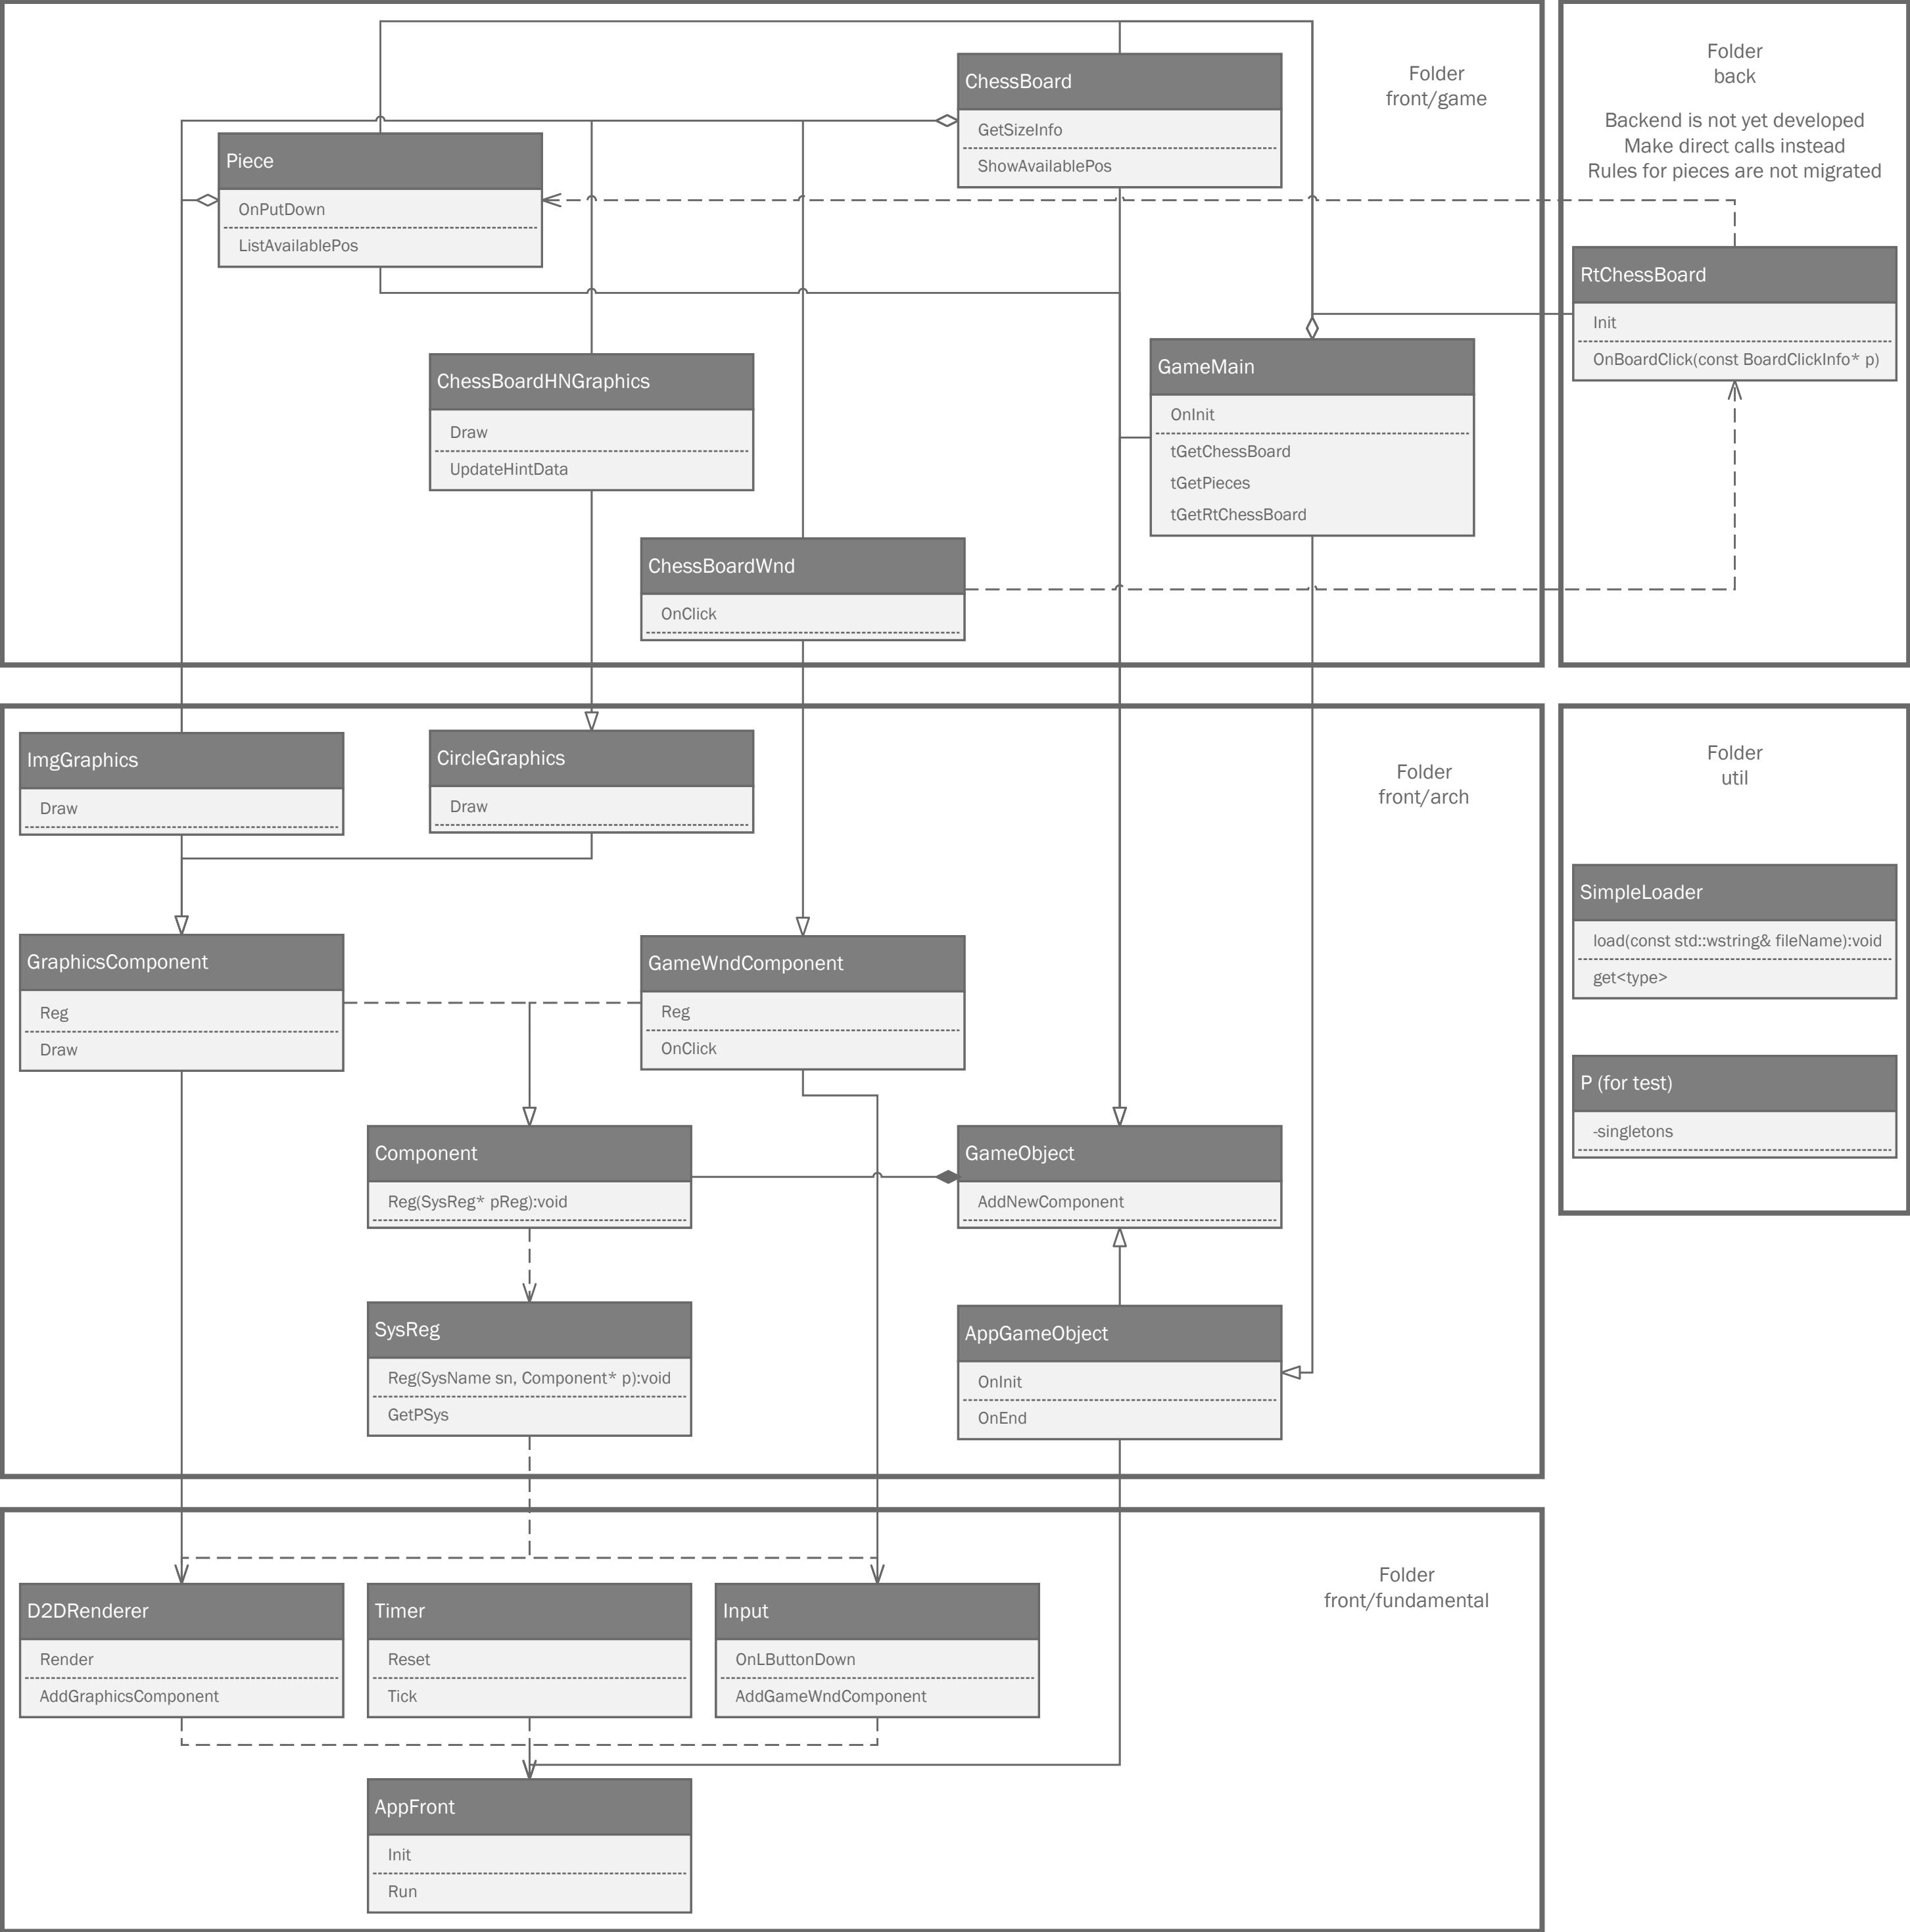 Folder
front/game
ChessBoard
GetSizeInfo
ShowAvailablePos
Piece
OnPutDown
ListAvailablePos
ChessBoardHNGraphics
Draw
UpdateHintData
GameMain
OnInit
tGetChessBoard
tGetPieces
tGetRtChessBoard
ChessBoardWnd
OnClick
Folder
back
Backend is not yet developed
Make direct calls instead
Rules for pieces are not migrated
RtChessBoard
Init
OnBoardClick(const BoardClickInfo* p)
Folder
front/arch
ImgGraphics
Draw
CircleGraphics
Draw
GraphicsComponent
Reg
Draw
GameWndComponent
Reg
OnClick
Component
Reg(SysReg* pReg):void
GameObject
AddNewComponent
SysReg
Reg(SysName sn, Component* p):void
GetPSys
AppGameObject
OnInit
OnEnd
Folder
util
SimpleLoader
load(const std::wstring& fileName):void
get<type>
P (for test)
-singletons
Folder
front/fundamental
D2DRenderer
Render
AddGraphicsComponent
Timer
Reset
Tick
Input
OnLButtonDown
AddGameWndComponent
AppFront
Init
Run